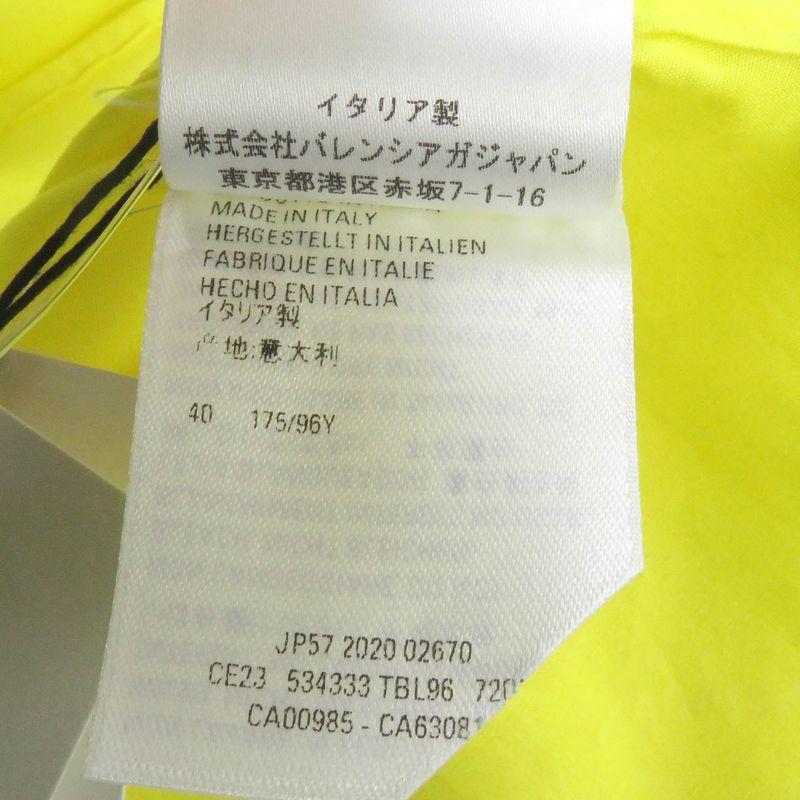 イタリア製
株式会社バレンシアガジャパン
東京都港区赤坂7-1-16
MADE IN ITALY
HERGESTELLT IN ITALIEN
FABRIQUE EN ITALIE
HECHO EN ITALIA
イタリア製
产地:意大利
40 175/96Y
JP57 2020 02670
CE23 534333 TBL96
CA00985 - CA63081